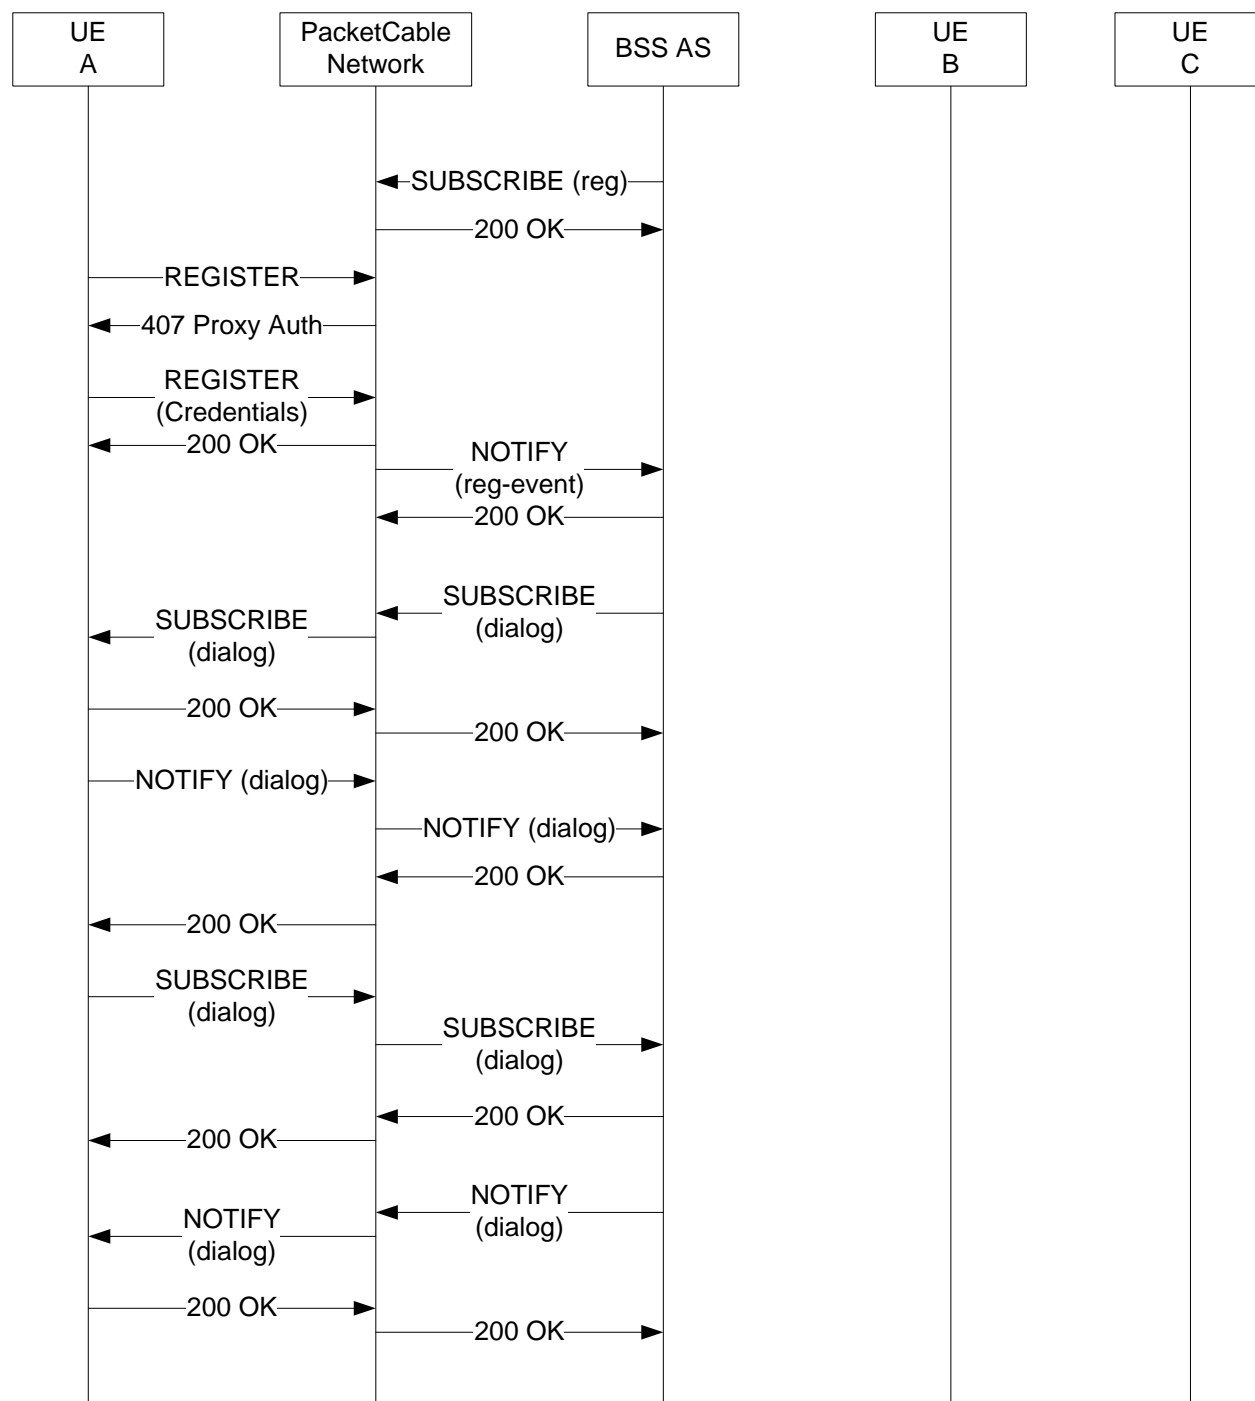 UE
A
PacketCable
Network
BSS AS
UE
B
UE
C
SUBSCRIBE (reg)
200 OK
REGISTER
407 Proxy Auth
REGISTER
(Credentials)
200 OK
NOTIFY
(reg-event)
200 OK
SUBSCRIBE
(dialog)
SUBSCRIBE
(dialog)
200 OK
200 OK
NOTIFY (dialog)
NOTIFY (dialog)
200 OK
200 OK
SUBSCRIBE
(dialog)
SUBSCRIBE
(dialog)
200 OK
200 OK
NOTIFY
(dialog)
NOTIFY
(dialog)
200 OK
200 OK